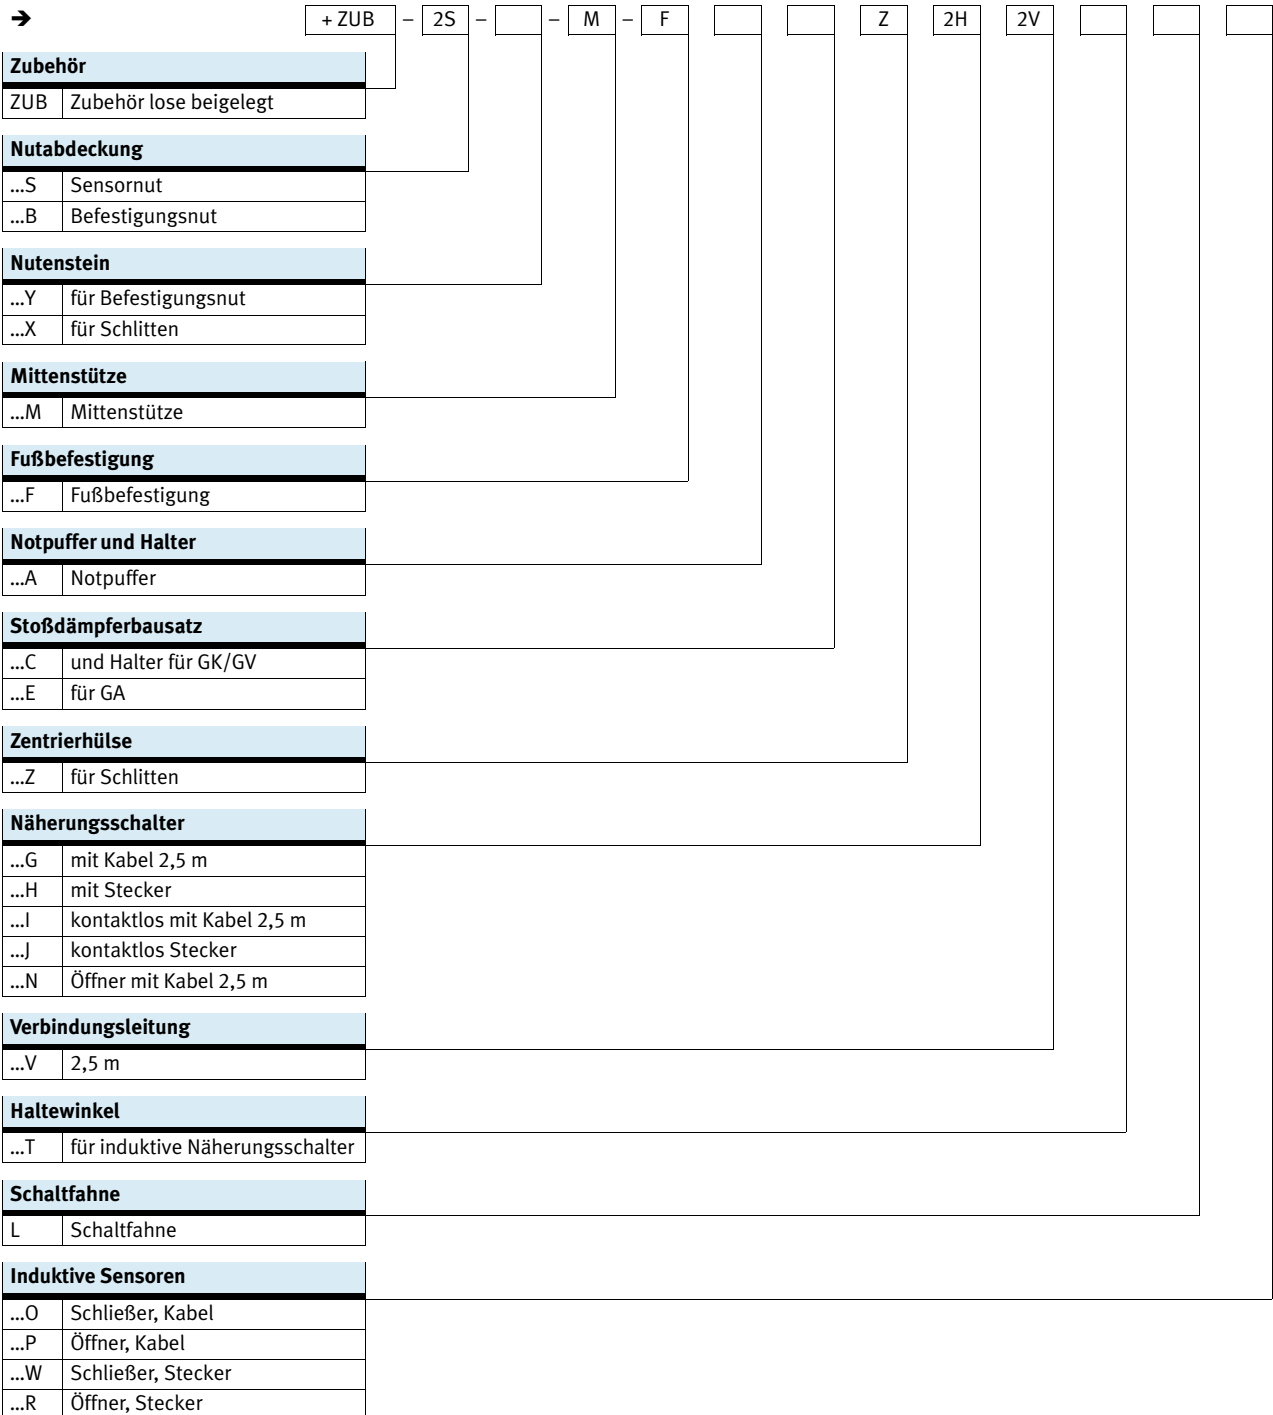 ➔ + ZUB – 2S – – M – F Z 2H 2V
Zubehör
ZUB Zubehör lose beigelegt
Nutabdeckung
...S Sensornut
...B Befestigungsnut
Nutenstein
...Y für Befestigungsnut
...X für Schlitten
Mittenstütze
...M Mittenstütze
Fußbefestigung
...F Fußbefestigung
Notpuffer und Halter
...A Notpuffer
Stoßdämpferbausatz
...C und Halter für GK/GV
...E für GA
Zentrierhülse
...Z für Schlitten
Näherungsschalter
...G mit Kabel 2,5 m
...H mit Stecker
...I kontaktlos mit Kabel 2,5 m
...J kontaktlos Stecker
...N Öffner mit Kabel 2,5 m
Verbindungsleitung
...V 2,5 m
Haltewinkel
...T für induktive Näherungsschalter
Schaltfahne
L Schaltfahne
Induktive Sensoren
...O Schließer, Kabel
...P Öffner, Kabel
...W Schließer, Stecker
...R Öffner, Stecker